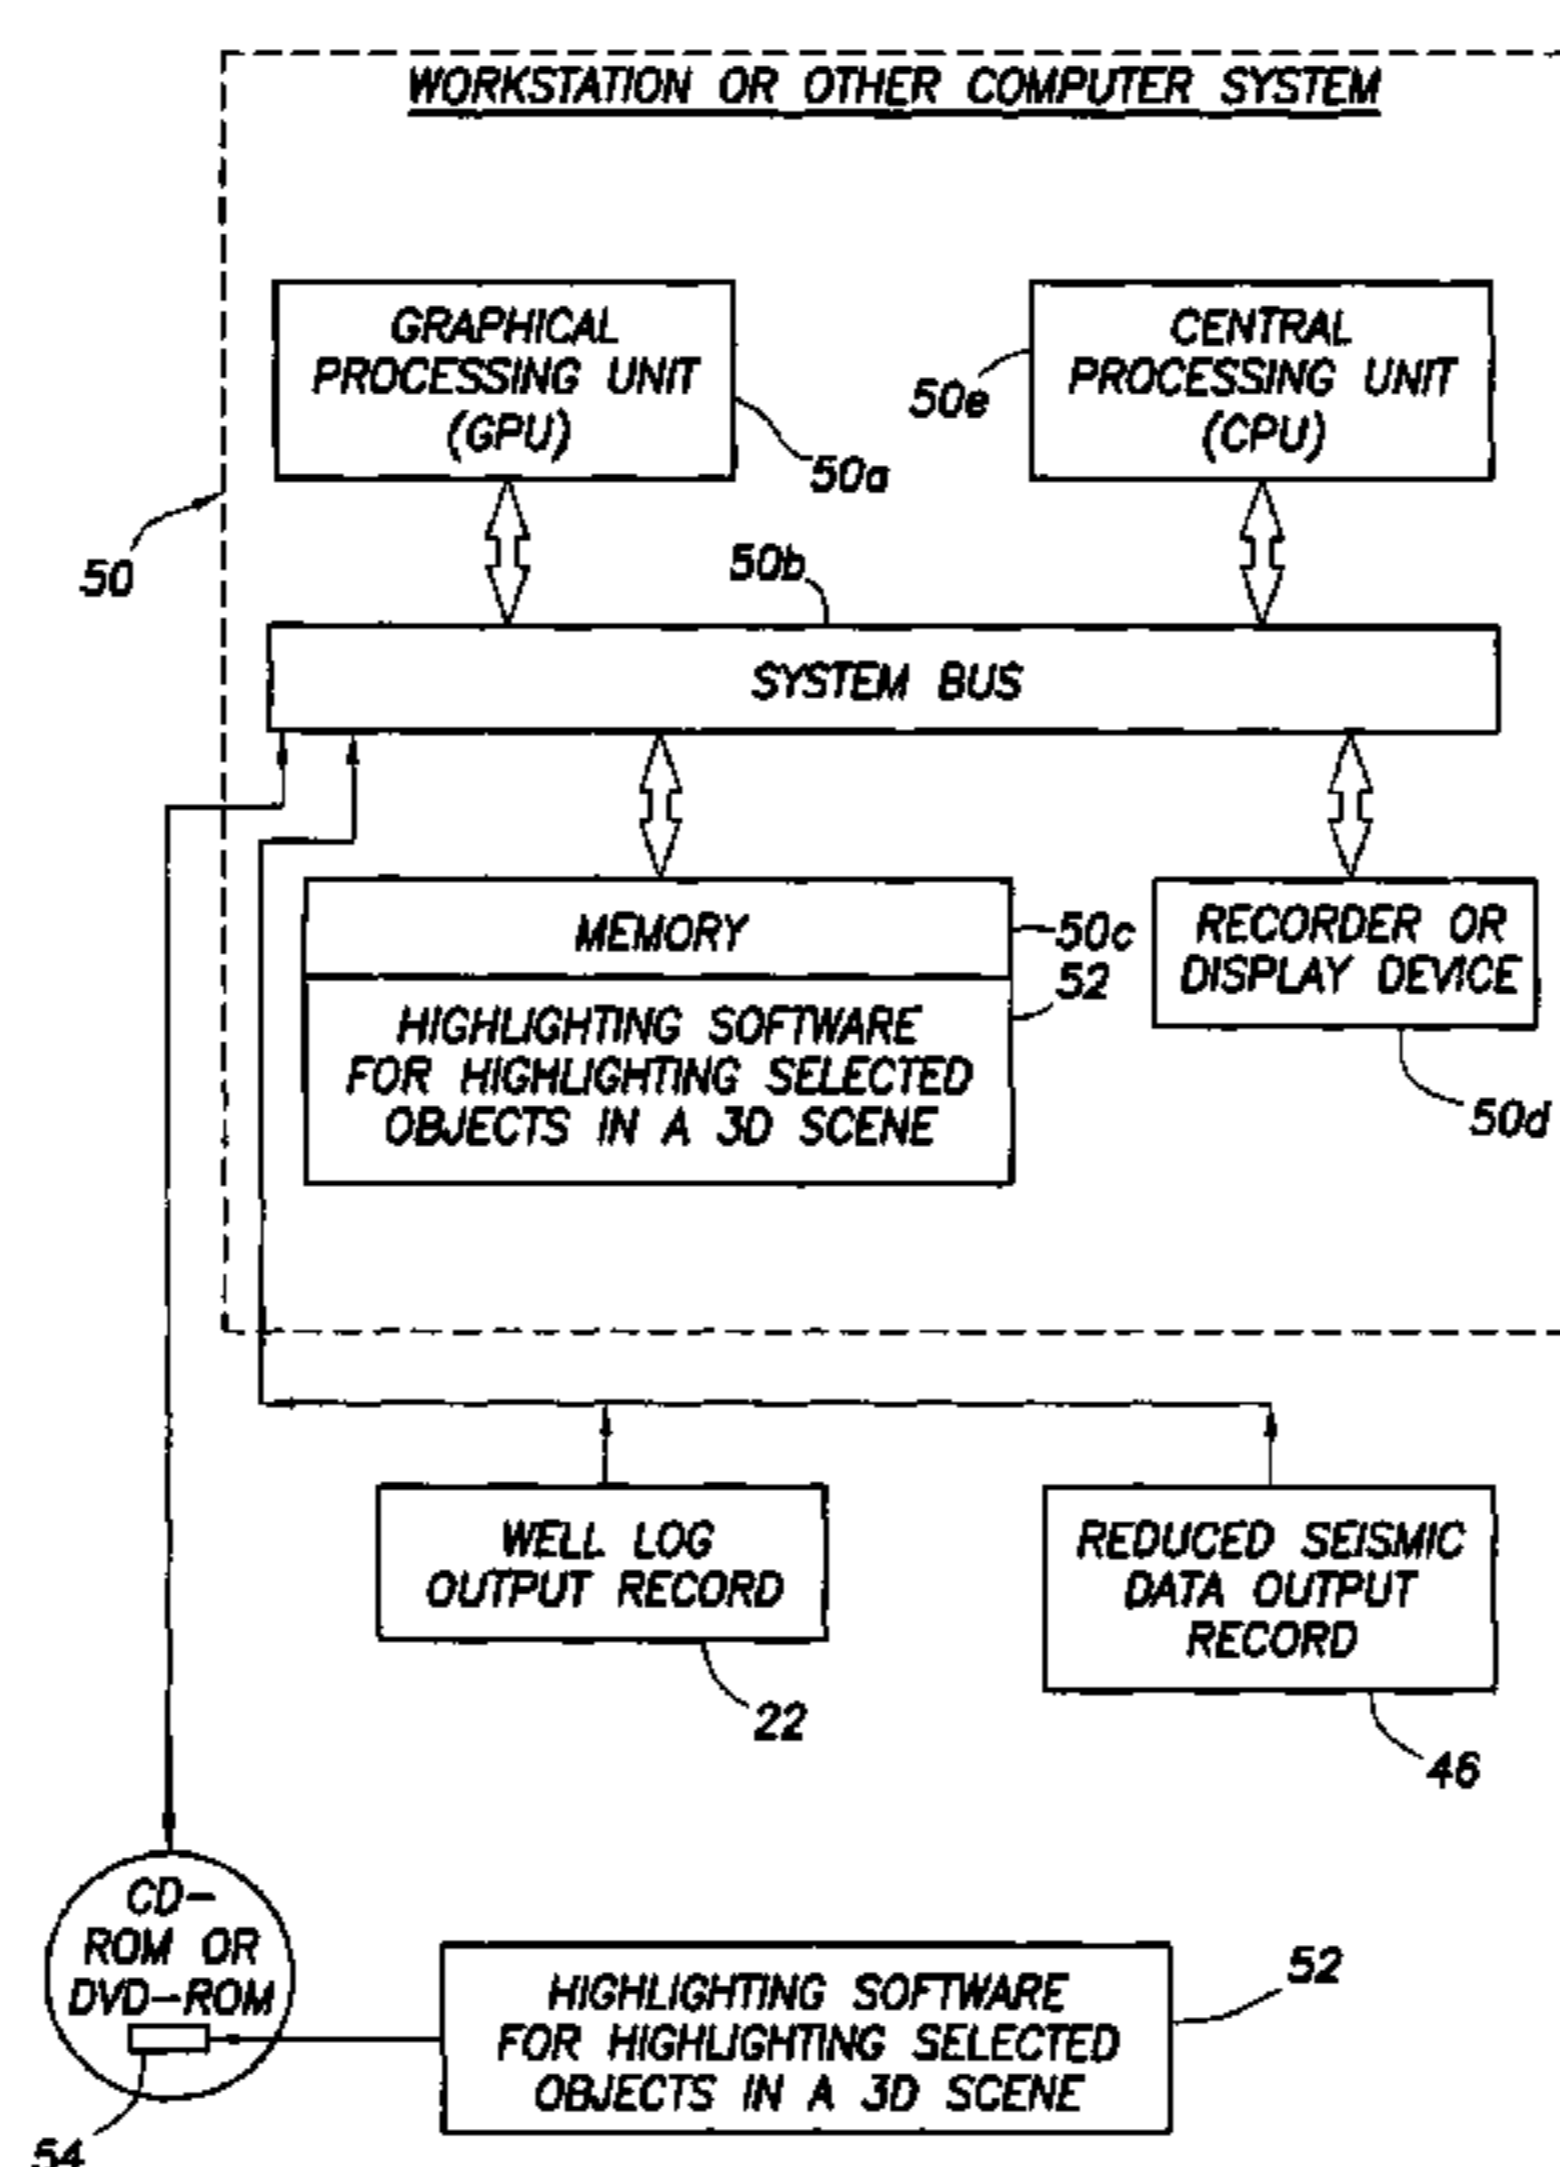 WORKSTATION OR OTHER COMPUTER SYSTEM
GRAPHICAL
PROCESSING UNIT
(GPU)
50a
CENTRAL
PROCESSING UNIT
(CPU)
50e
50
50b
SYSTEM BUS
MEMORY
50c
HIGHLIGHTING SOFTWARE
FOR HIGHLIGHTING SELECTED
OBJECTS IN A 3D SCENE
52
RECORDER OR
DISPLAY DEVICE
50d
WELL LOG
OUTPUT RECORD
22
REDUCED SEISMIC
DATA OUTPUT
RECORD
46
CD-
ROM OR
DVD-ROM
54
HIGHLIGHTING SOFTWARE
FOR HIGHLIGHTING SELECTED
OBJECTS IN A 3D SCENE
52